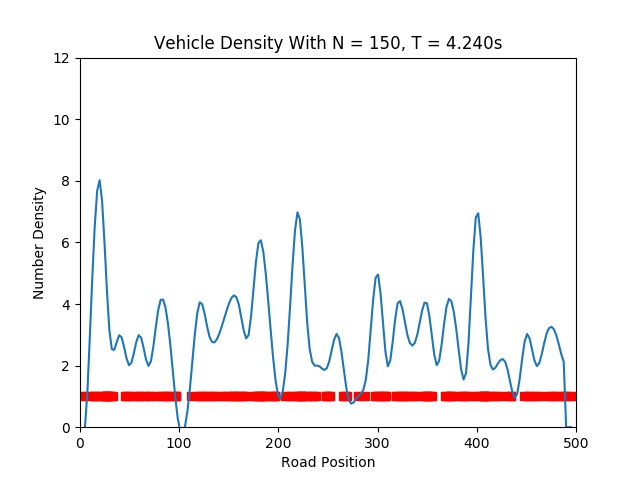 Vehicle Density With N = 150, T = 4.240s
12
10
8
6
4
2
0
Number Density
0 100 200 300 400 500
Road Position